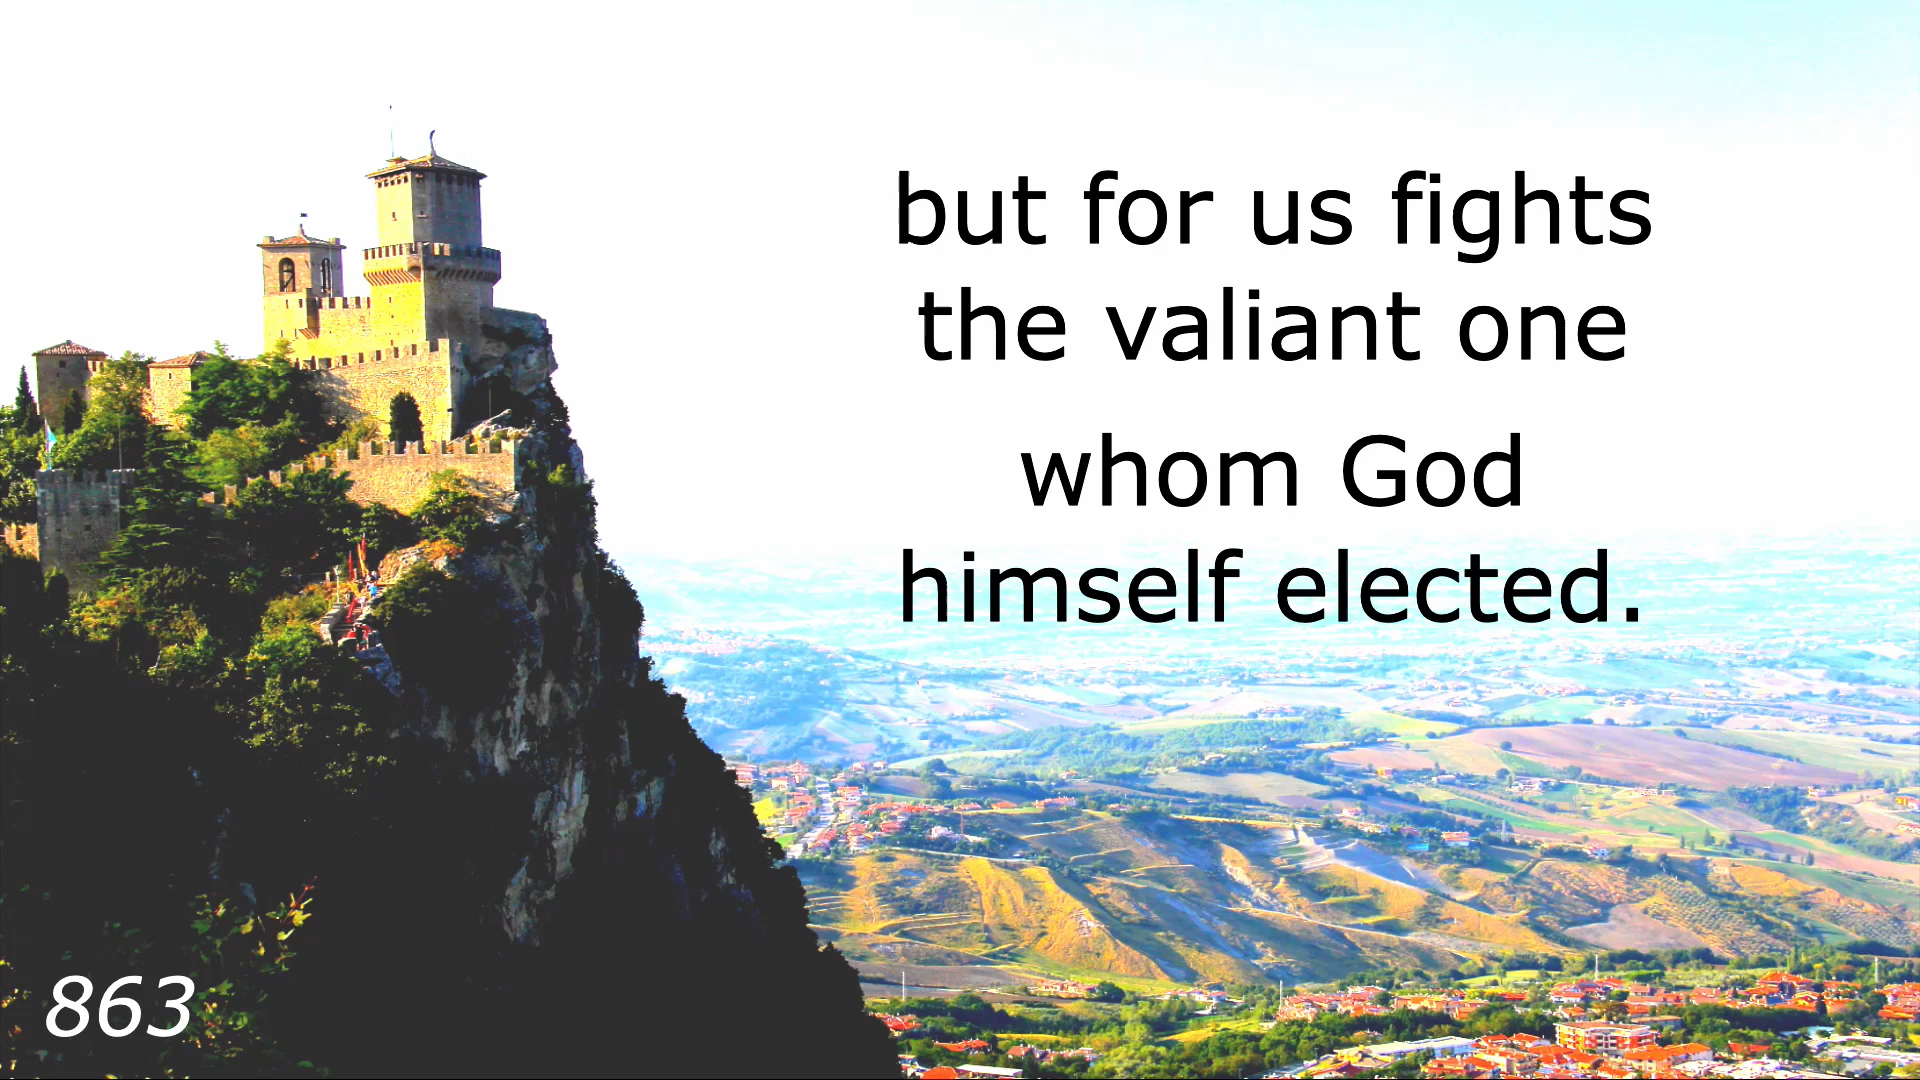 but for us fights
the valiant one
whom God
himself elected.
863